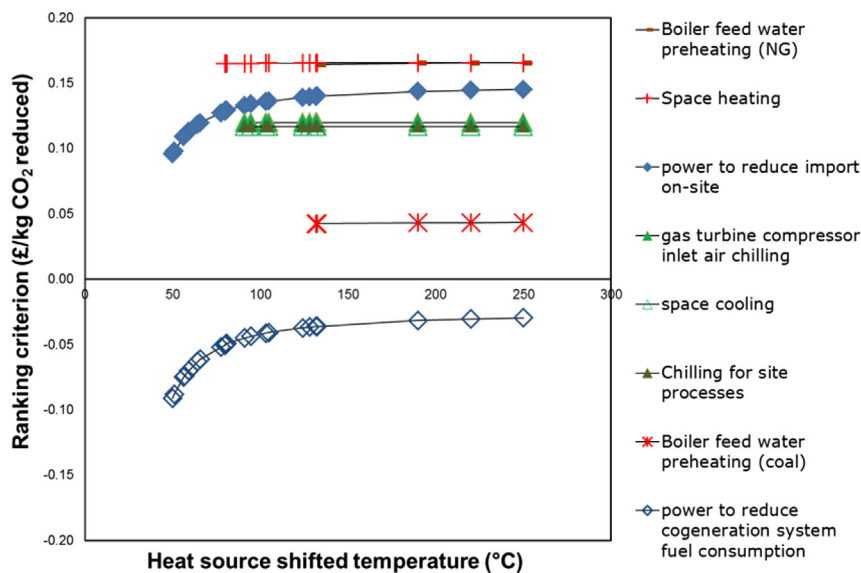 Ranking criterion (£/kg CO₂ reduced)
0.20
0.15
0.10
0.05
0.00
-0.05
-0.10
-0.15
-0.20
0
50
100
150
200
250
300
Heat source shifted temperature (°C)
Boiler feed water
preheating (NG)
Space heating
power to reduce import
on-site
gas turbine compressor
inlet air chilling
space cooling
Chilling for site
processes
Boiler feed water
preheating (coal)
power to reduce
cogeneration system
fuel consumption